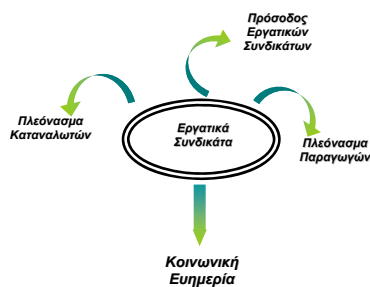 Πρόσοδος
Εργατικών
Συνδικάτων
Πλεόνασμα
Καταναλωτών
Εργατικά
Συνδικάτα
Πλεόνασμα
Παραγωγών
Κοινωνική
Ευημερία